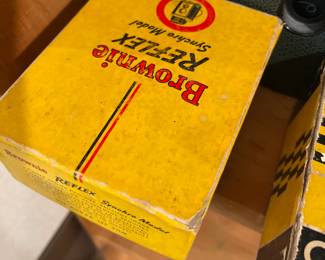 Brownie
REFLEX
Synchro Model
Brownie REFLEX Synchro Model